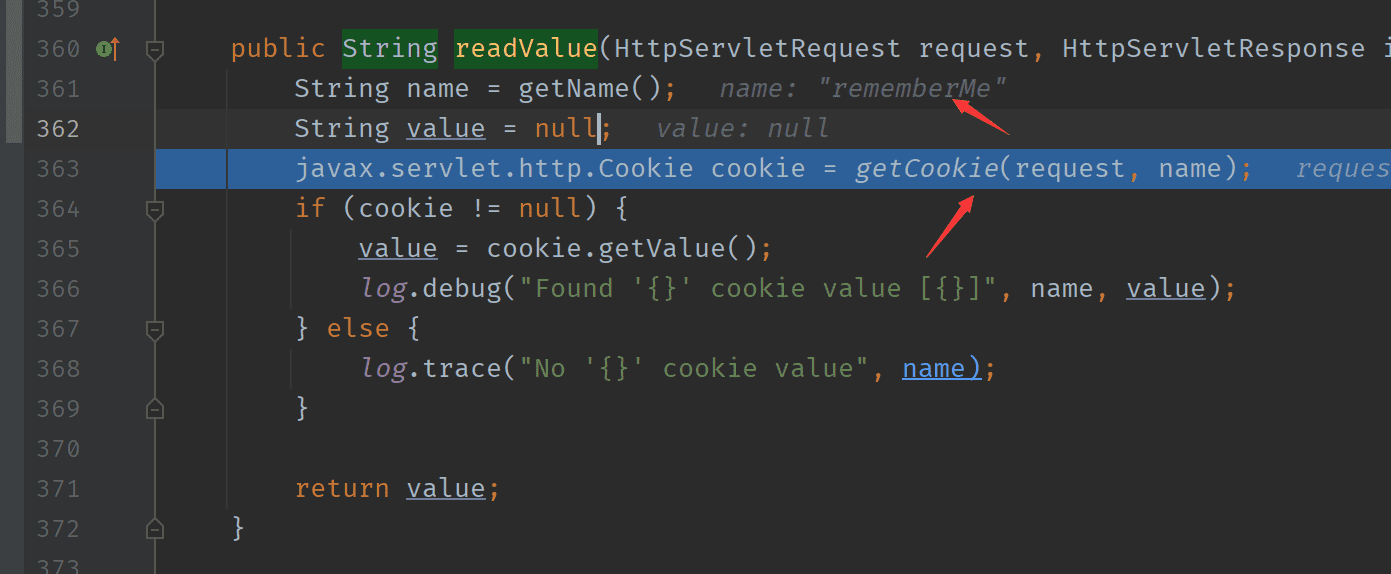 359
360 public String readValue(HttpServletRequest request, HttpServletResponse i
361 String name = getName(); name: "rememberMe"
362 String value = null; value: null
363 javax.servlet.http.Cookie cookie = getCookie(request, name); reques
364 if (cookie != null) {
365 value = cookie.getValue();
366 log.debug("Found '{}' cookie value [{}]", name, value);
367 } else {
368 log.trace("No '{}' cookie value", name);
369 }
370
371 return value;
372 }
373